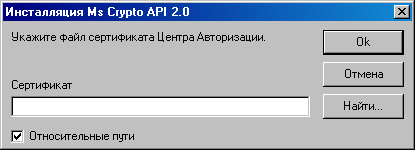 Инсталляция Ms Crypto API 2.0
Укажите файл сертификата Центра Авторизации.
Ok
Отмена
Сертификат
Найти...
Относительные пути